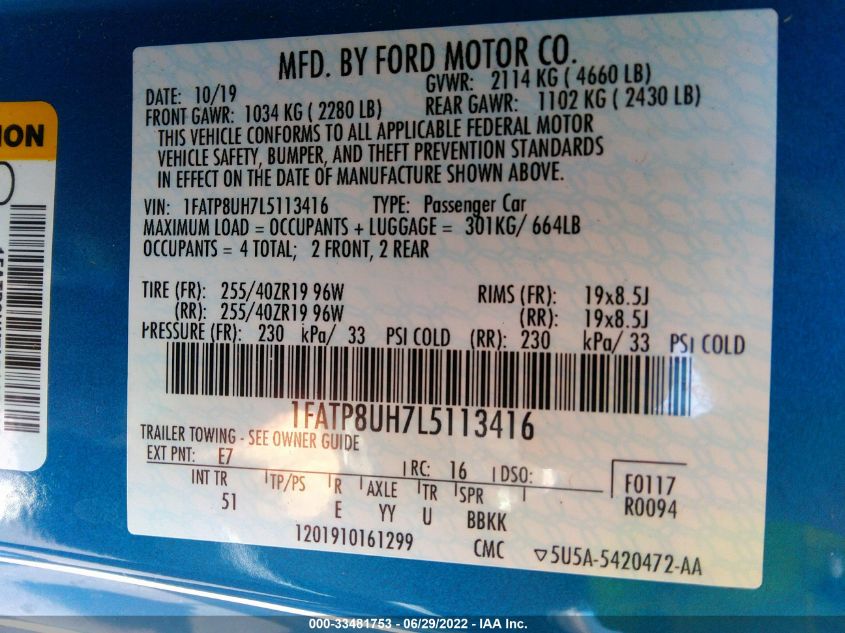 MFD. BY FORD MOTOR CO.
DATE: 10/19
GVWR: 2114 KG ( 4660 LB)
FRONT GAWR: 1034 KG ( 2280 LB)
REAR GAWR: 1102 KG ( 2430 LB)
THIS VEHICLE CONFORMS TO ALL APPLICABLE FEDERAL MOTOR
VEHICLE SAFETY, BUMPER, AND THEFT PREVENTION STANDARDS
IN EFFECT ON THE DATE OF MANUFACTURE SHOWN ABOVE.
VIN: 1FATP8UH7L5113416 TYPE: Passenger Car
MAXIMUM LOAD = OCCUPANTS + LUGGAGE = 301KG/ 664LB
OCCUPANTS = 4 TOTAL; 2 FRONT, 2 REAR
TIRE (FR): 255/40ZR19 96W RIMS (FR): 19x8.5J
(RR): 255/40ZR19 96W (RR): 19x8.5J
PRESSURE (FR): 230 kPa/ 33 PSI COLD (RR): 230 kPa/ 33 PSI COLD
1FATP8UH7L5113416
TRAILER TOWING - SEE OWNER GUIDE
EXT PNT: E7 RC: 16 DSO:
F0117
R0094
INT TR TP/PS R AXLE TR SPR
51 E YY U BBKK
1201910161299 CMC ▽5U5A-5420472-AA
ION
000-33481753 - 06/29/2022 - IAA Inc.